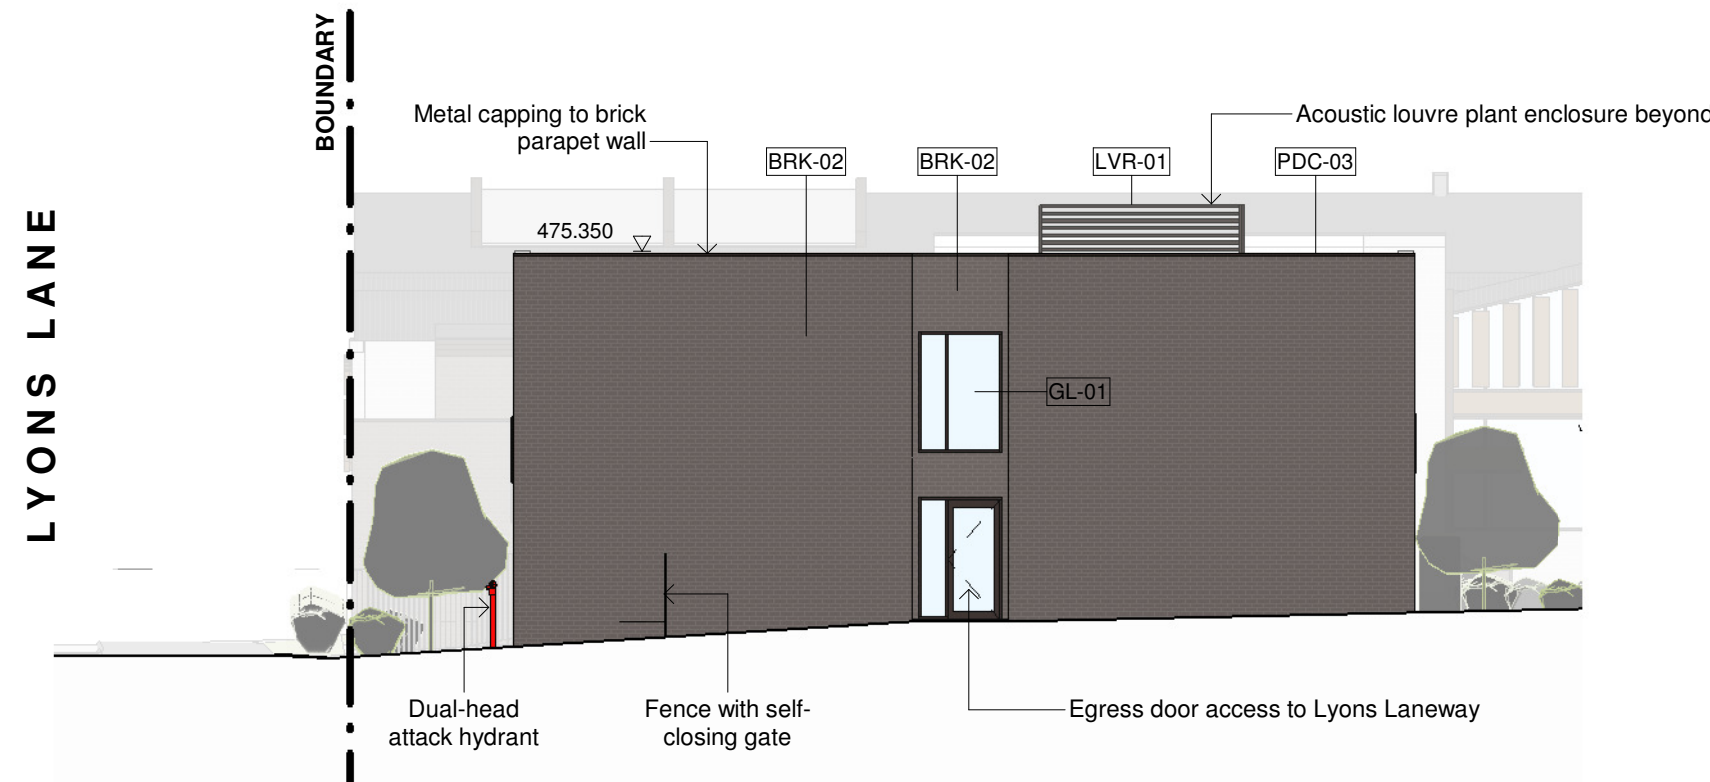 BOUNDARY
LYONS LANE
Metal capping to brick
parapet wall
Acoustic louvre plant enclosure beyond
BRK-02
BRK-02
LVR-01
PDC-03
475.350
GL-01
Dual-head
attack hydrant
Fence with self-
closing gate
Egress door access to Lyons Laneway